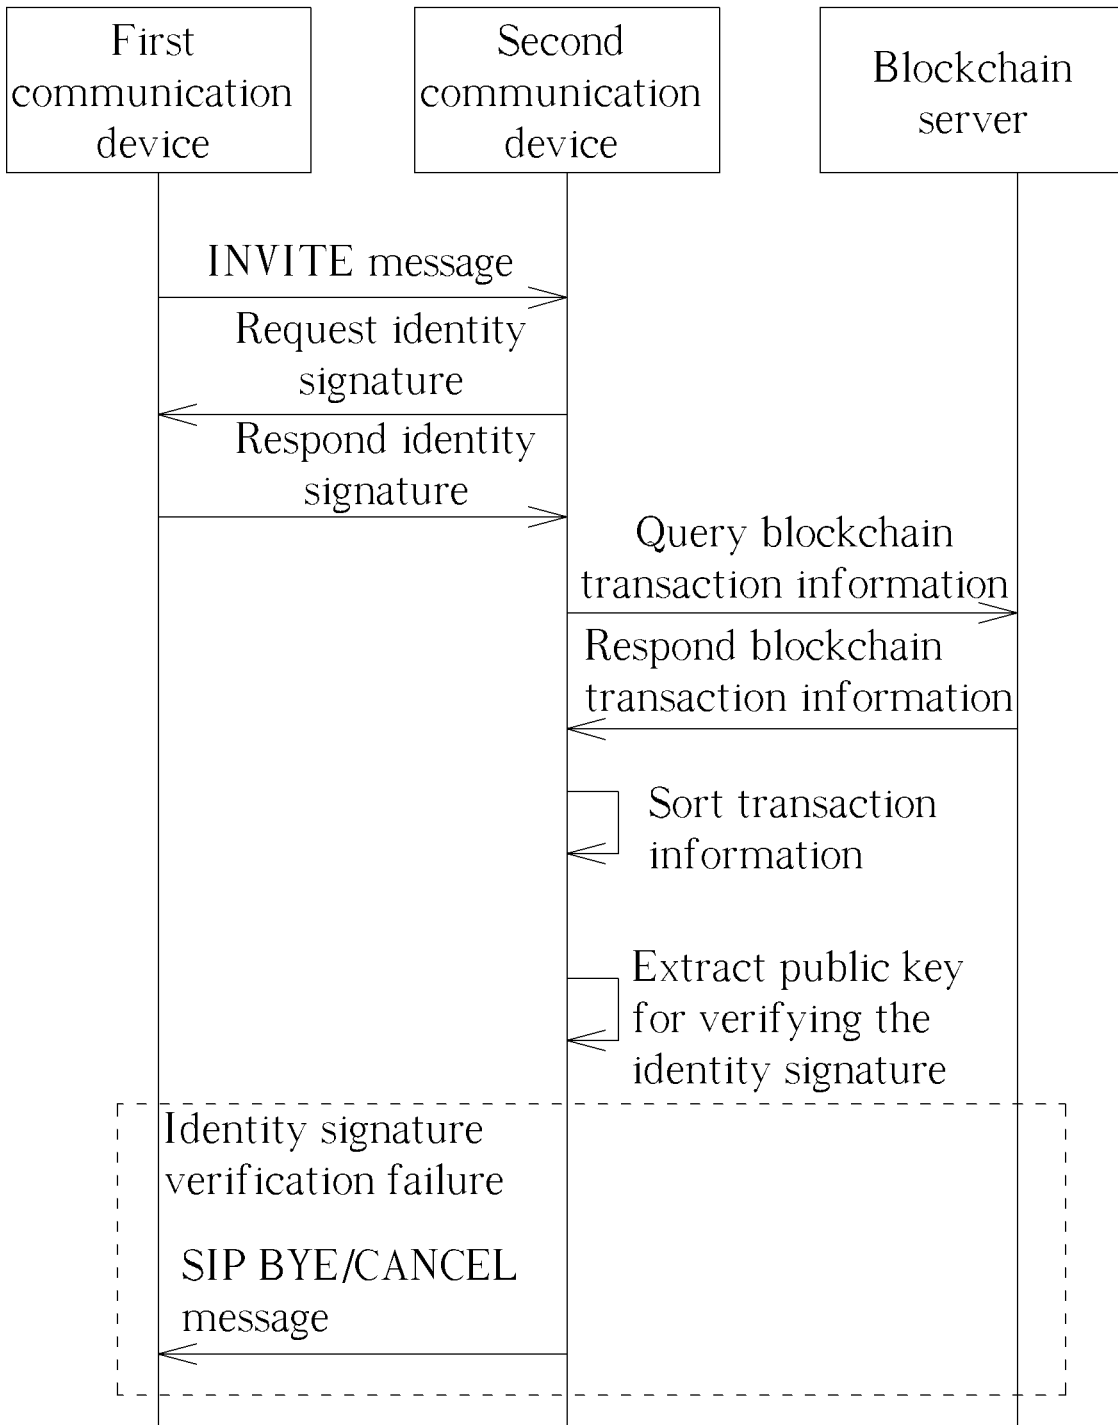 First
communication
device
Second
communication
device
Blockchain
server
INVITE message
Request identity
signature
Respond identity
signature
Query blockchain
transaction information
Respond blockchain
transaction information
Sort transaction
information
Extract public key
for verifying the
identity signature
Identity signature
verification failure
SIP BYE/CANCEL
message